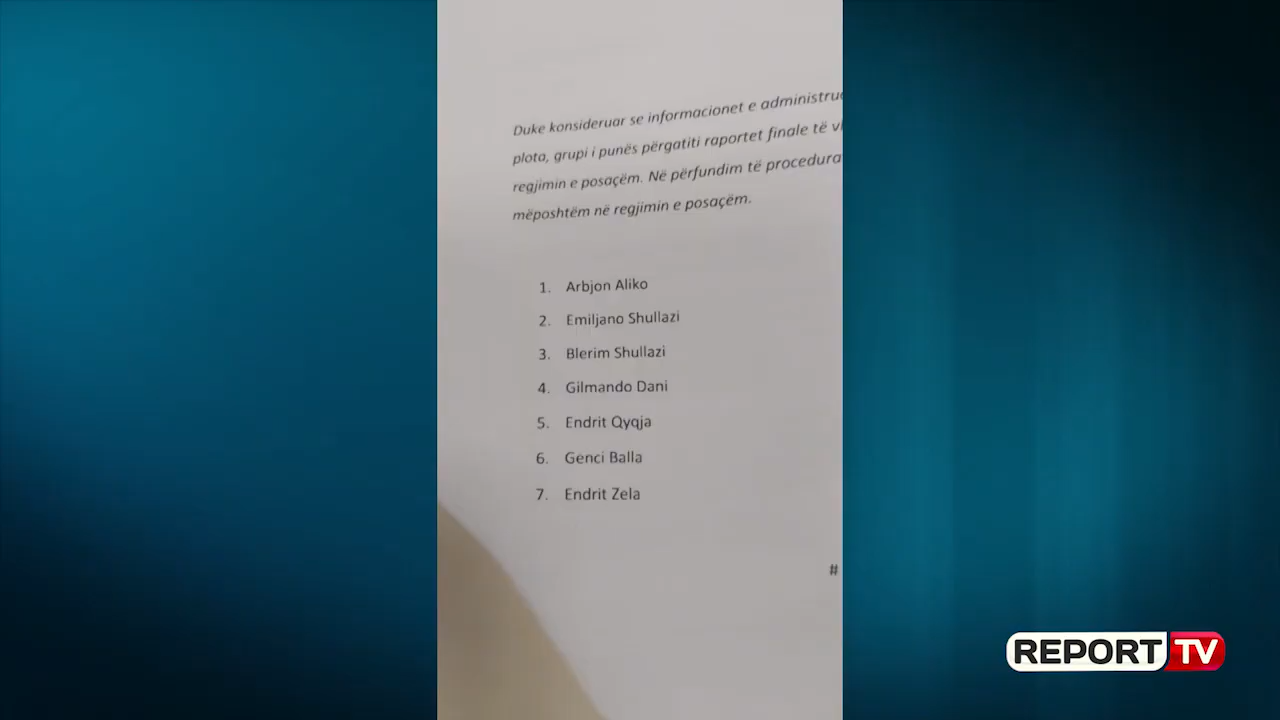 Duke konsideruar se informacionet e
plota, grupi i punës përgatiti raportet finale të
regjimin e posaçëm. Në përfundim të
mëposhtëm në regjimin e posaçëm.
1. Arbjon Aliko
2. Emiljano Shullazi
3. Blerim Shullazi
4. Gilmando Dani
5. Endrit Qyqja
6. Genci Balla
7. Endrit Zela
#
REPORT TV